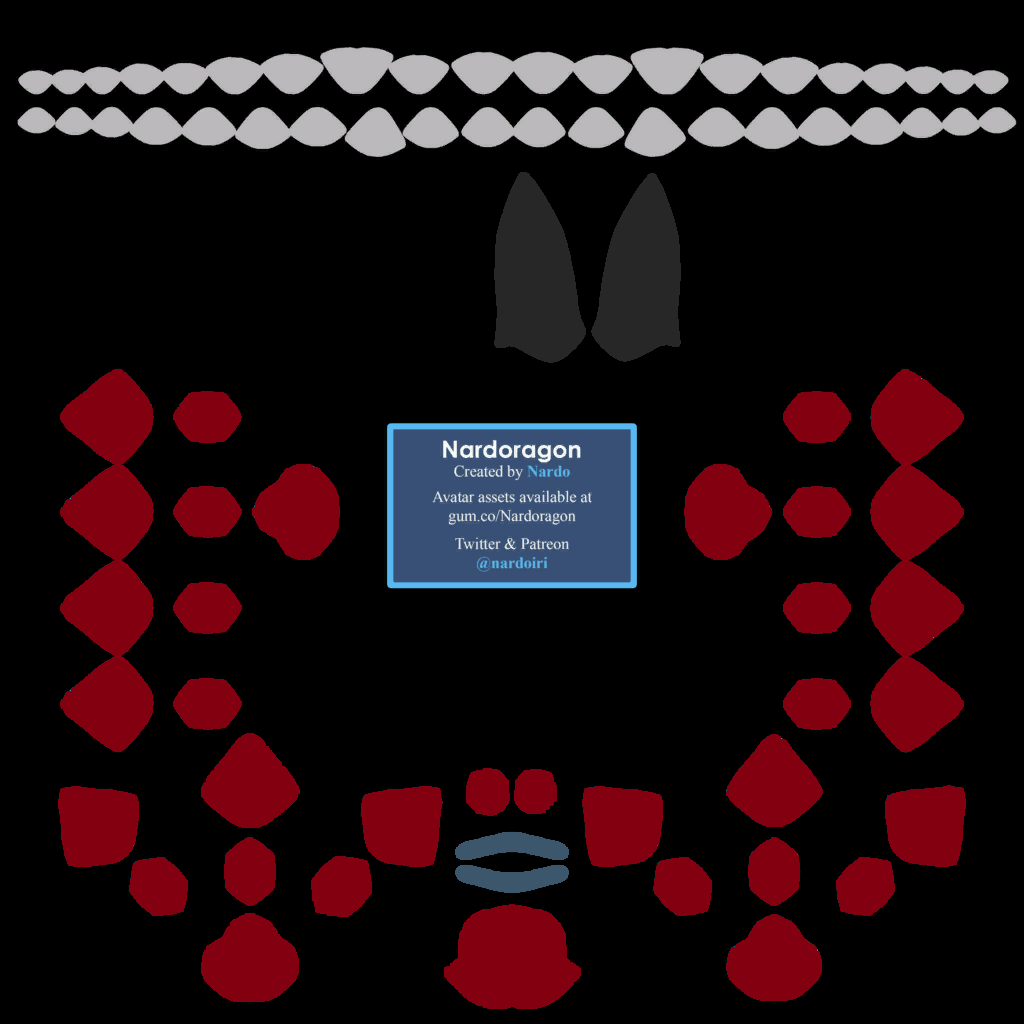 Nardoragon
Created by Nardo
Avatar assets available at
gum.co/Nardoragon
Twitter & Patreon
@nardoiri